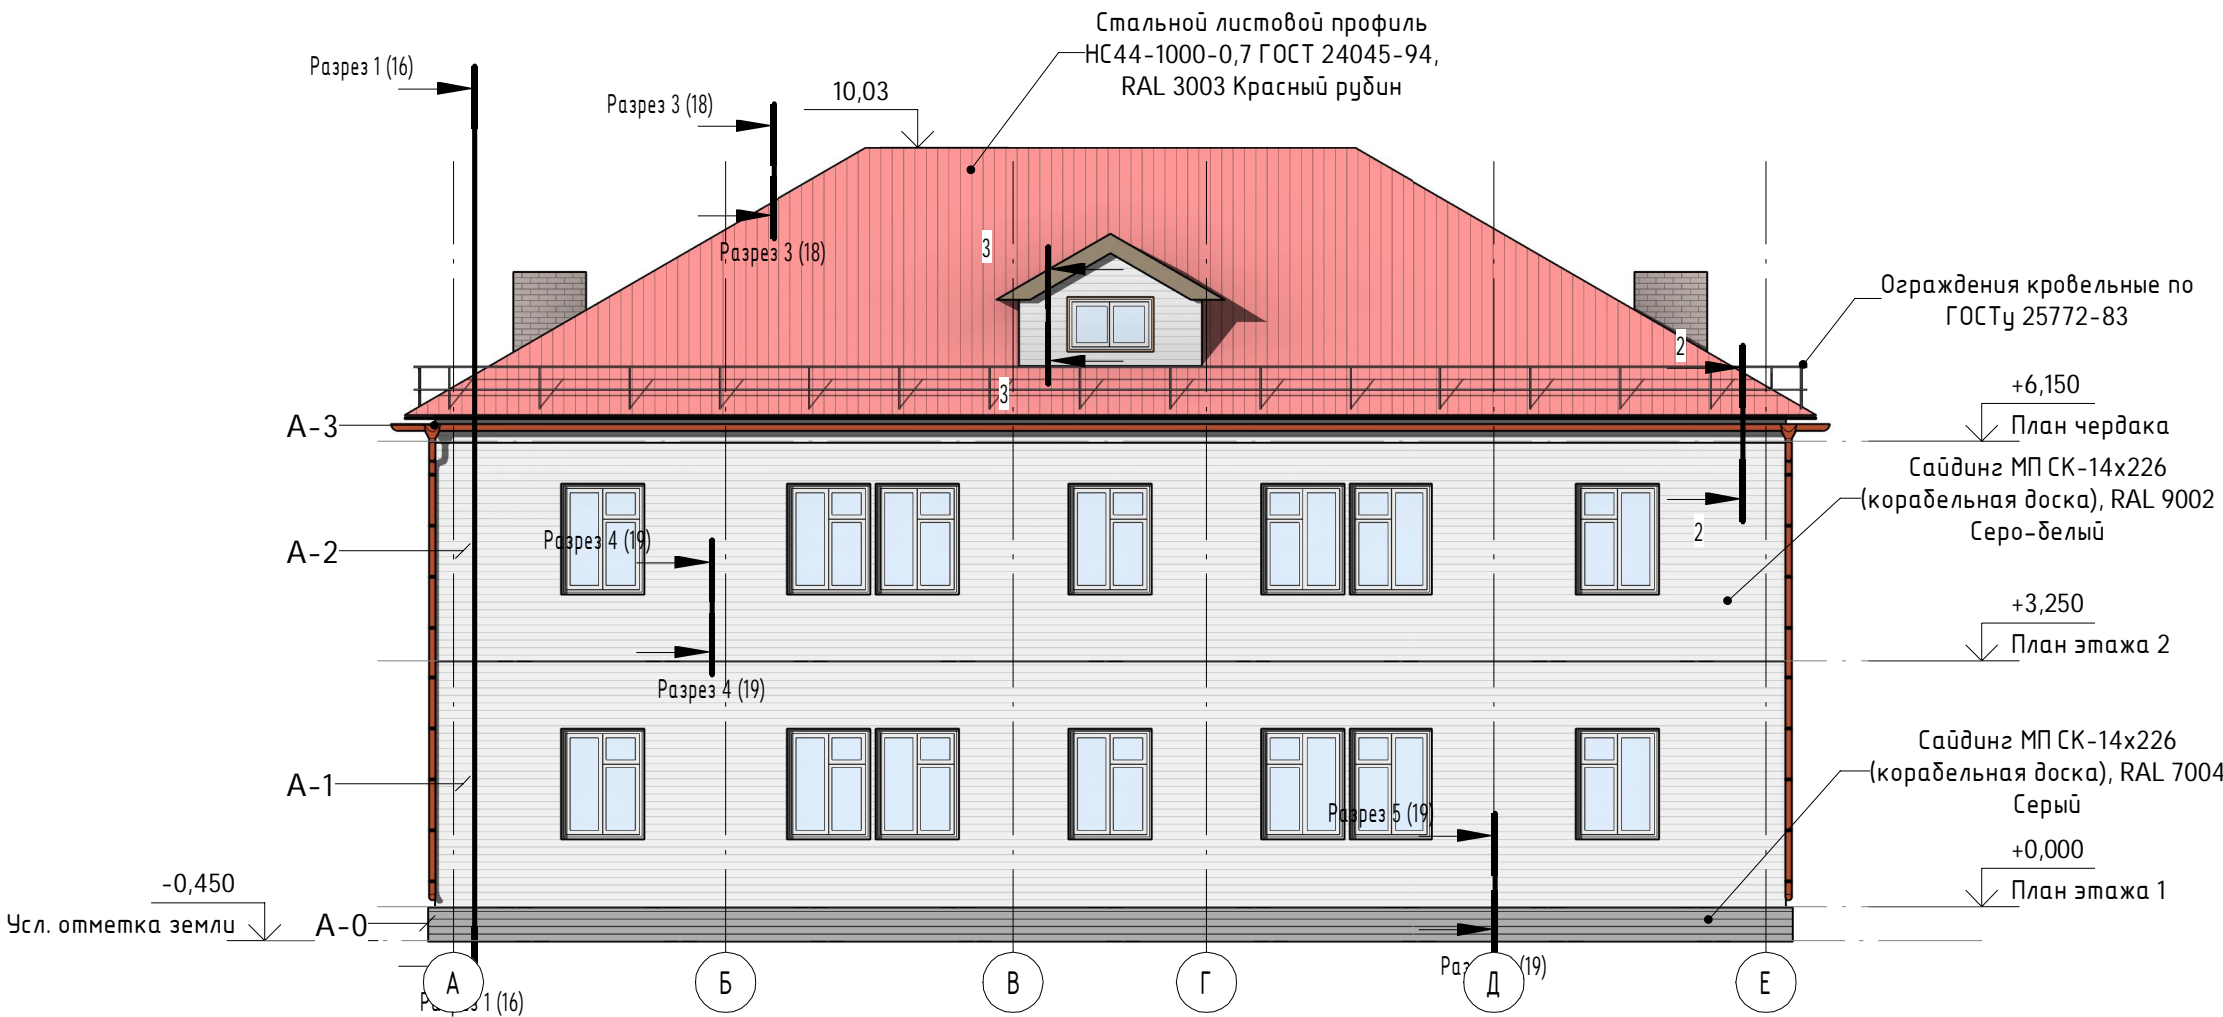 Стальной листовой профиль
НС44-1000-0,7 ГОСТ 24045-94,
RAL 3003 Красный рубин
Разрез 1 (16)
Разрез 3 (18)
10,03
Разрез 3 (18)
3
3
Ограждения кровельные по
ГОСТу 25772-83
2
+6,150
План чердака
А-3
Сайдинг МП СК-14х226
(корабельная доска), RAL 9002
Серо-белый
2
А-2
Разрез 4 (19)
+3,250
План этажа 2
Разрез 4 (19)
Сайдинг МП СК-14х226
(корабельная доска), RAL 7004
Серый
А-1
Разрез 5 (19)
+0,000
План этажа 1
-0,450
Усл. отметка земли
А-0
Раз (19)
А
Б
В
Г
Д
Е
Р 1 (16)